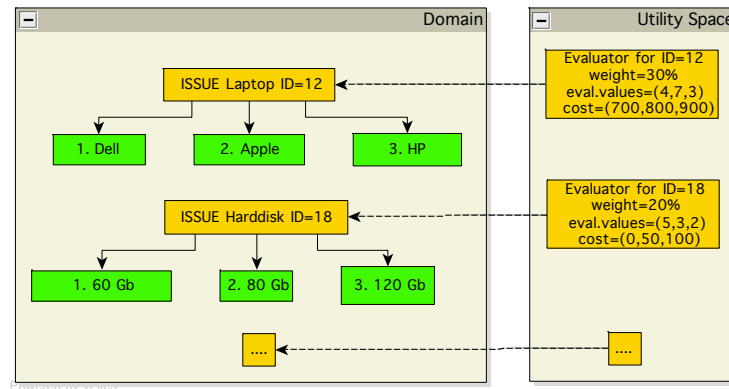 Domain
Utility Space
ISSUE Laptop ID=12
Evaluator for ID=12
weight=30%
eval.values=(4,7,3)
cost=(700,800,900)
1. Dell
2. Apple
3. HP
ISSUE Harddisk ID=18
Evaluator for ID=18
weight=20%
eval.values=(5,3,2)
cost=(0,50,100)
1. 60 Gb
2. 80 Gb
3. 120 Gb
....
....